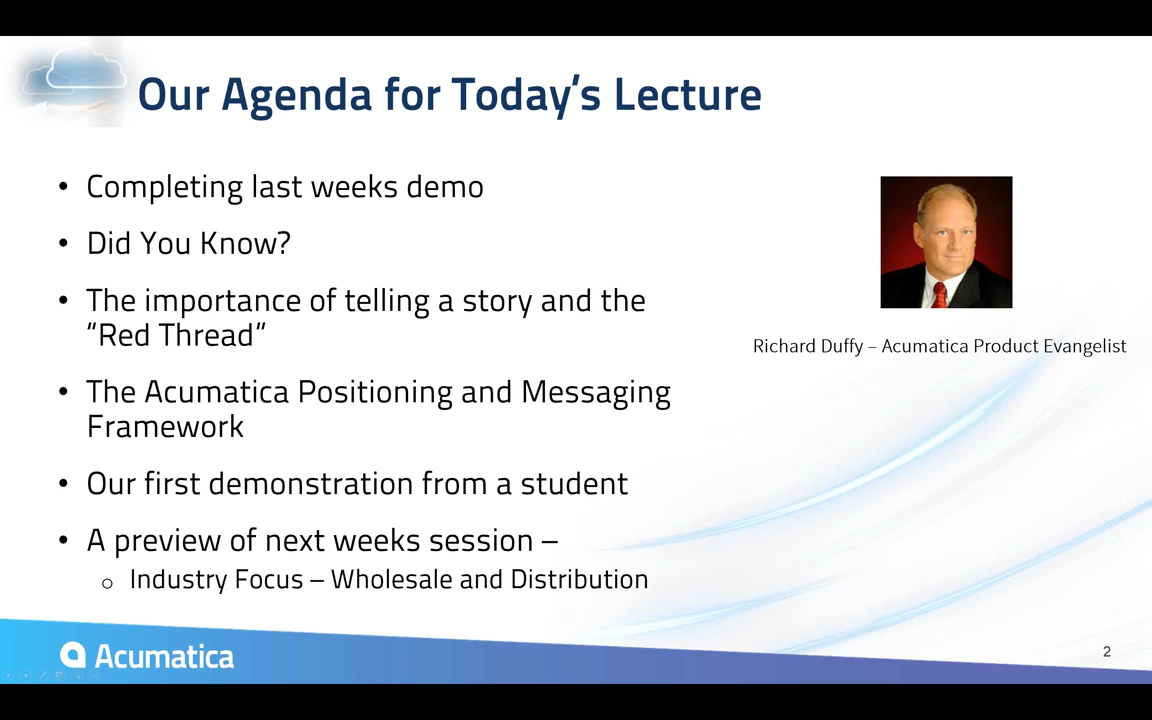 Our Agenda for Today's Lecture
• Completing last weeks demo
• Did You Know?
• The importance of telling a story and the
“Red Thread”
• The Acumatica Positioning and Messaging
Framework
• Our first demonstration from a student
• A preview of next weeks session –
o Industry Focus – Wholesale and Distribution
Richard Duffy – Acumatica Product Evangelist
Acumatica
2